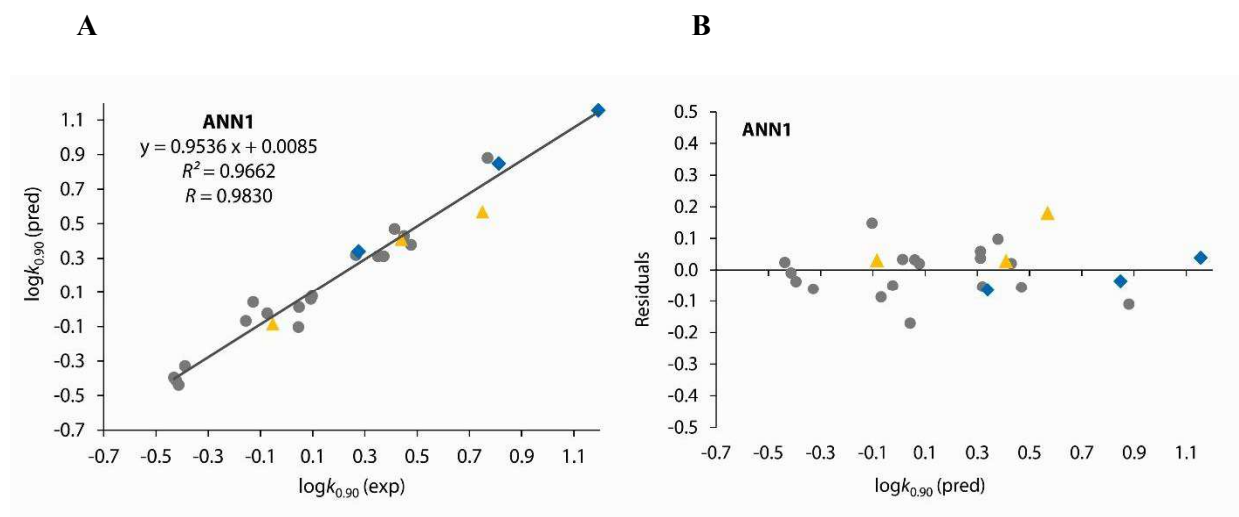 A
B
ANN1
y = 0.9536 x + 0.0085
R² = 0.9662
R = 0.9830
1.1
0.9
0.7
0.5
0.3
0.1
-0.1
-0.3
-0.5
-0.7
logk0.90 (pred)
-0.7 -0.5 -0.3 -0.1 0.1 0.3 0.5 0.7 0.9 1.1
logk0.90 (exp)
ANN1
0.5
0.4
0.3
0.2
0.1
0.0
-0.1
-0.2
-0.3
-0.4
-0.5
Residuals
-0.7 -0.5 -0.3 -0.1 0.1 0.3 0.5 0.7 0.9 1.1
logk0.90 (pred)